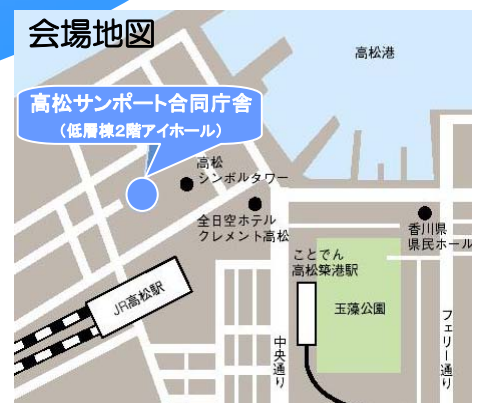 会場地図
高松港
高松サンポート合同庁舎
(低層棟2階アイホール)
高松
シンボルタワー
全日空ホテル
クレメント高松
香川県
県民ホール
ことでん
高松築港駅
JR高松駅
玉藻公園
中央通り
フェリー通り